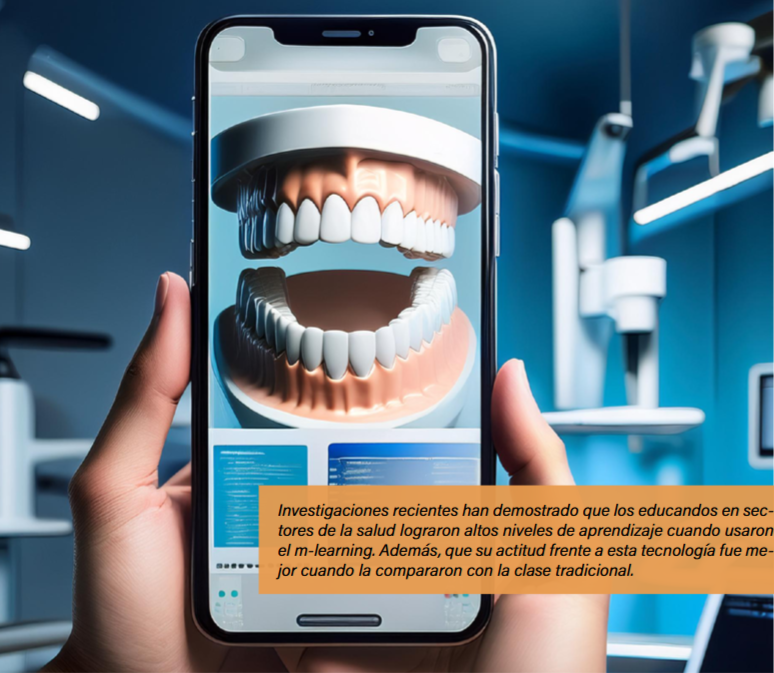 Investigaciones recientes han demostrado que los educandos en sec-
tores de la salud lograron altos niveles de aprendizaje cuando usaron
el m-learning. Además, que su actitud frente a esta tecnología fue me-
jor cuando la compararon con la clase tradicional.